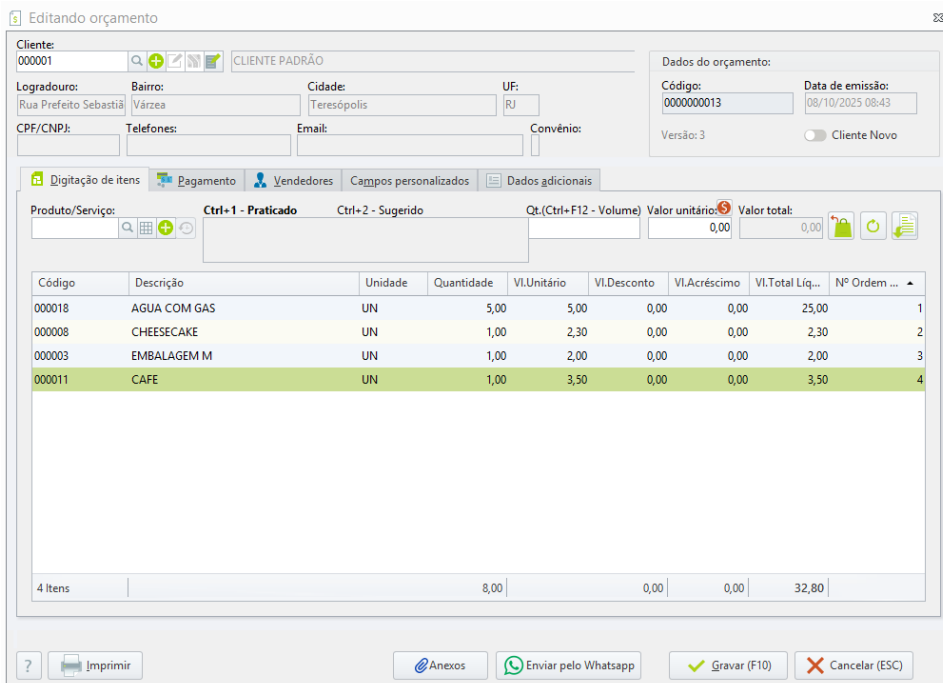 Editando orçamento
Cliente:
000001 CLIENTE PADRÃO
Dados do orçamento:
Logradouro: Bairro: Cidade: UF:
Rua Prefeito Sebastiã Várzea Teresópolis RJ
Código: Data de emissão:
0000000013 08/10/2025 08:43
CPF/CNPJ: Telefones: Email: Convênio:
Versão: 3 Cliente Novo
Digitação de itens Pagamento Vendedores Campos personalizados Dados adicionais
Produto/Serviço: Ctrl+1 - Praticado Ctrl+2 - Sugerido Qt.(Ctrl+F12 - Volume) Valor unitário: Valor total:
0,00 0,00
Código Descrição Unidade Quantidade Vl.Unitário Vl.Desconto Vl.Acréscimo Vl.Total Líq... Nº Ordem ...
000018 AGUA COM GAS UN 5,00 5,00 0,00 0,00 25,00 1
000008 CHEESECAKE UN 1,00 2,30 0,00 0,00 2,30 2
000003 EMBALAGEM M UN 1,00 2,00 0,00 0,00 2,00 3
000011 CAFE UN 1,00 3,50 0,00 0,00 3,50 4
4 Itens 8,00 0,00 0,00 32,80
? Imprimir Anexos Enviar pelo Whatsapp Gravar (F10) Cancelar (ESC)